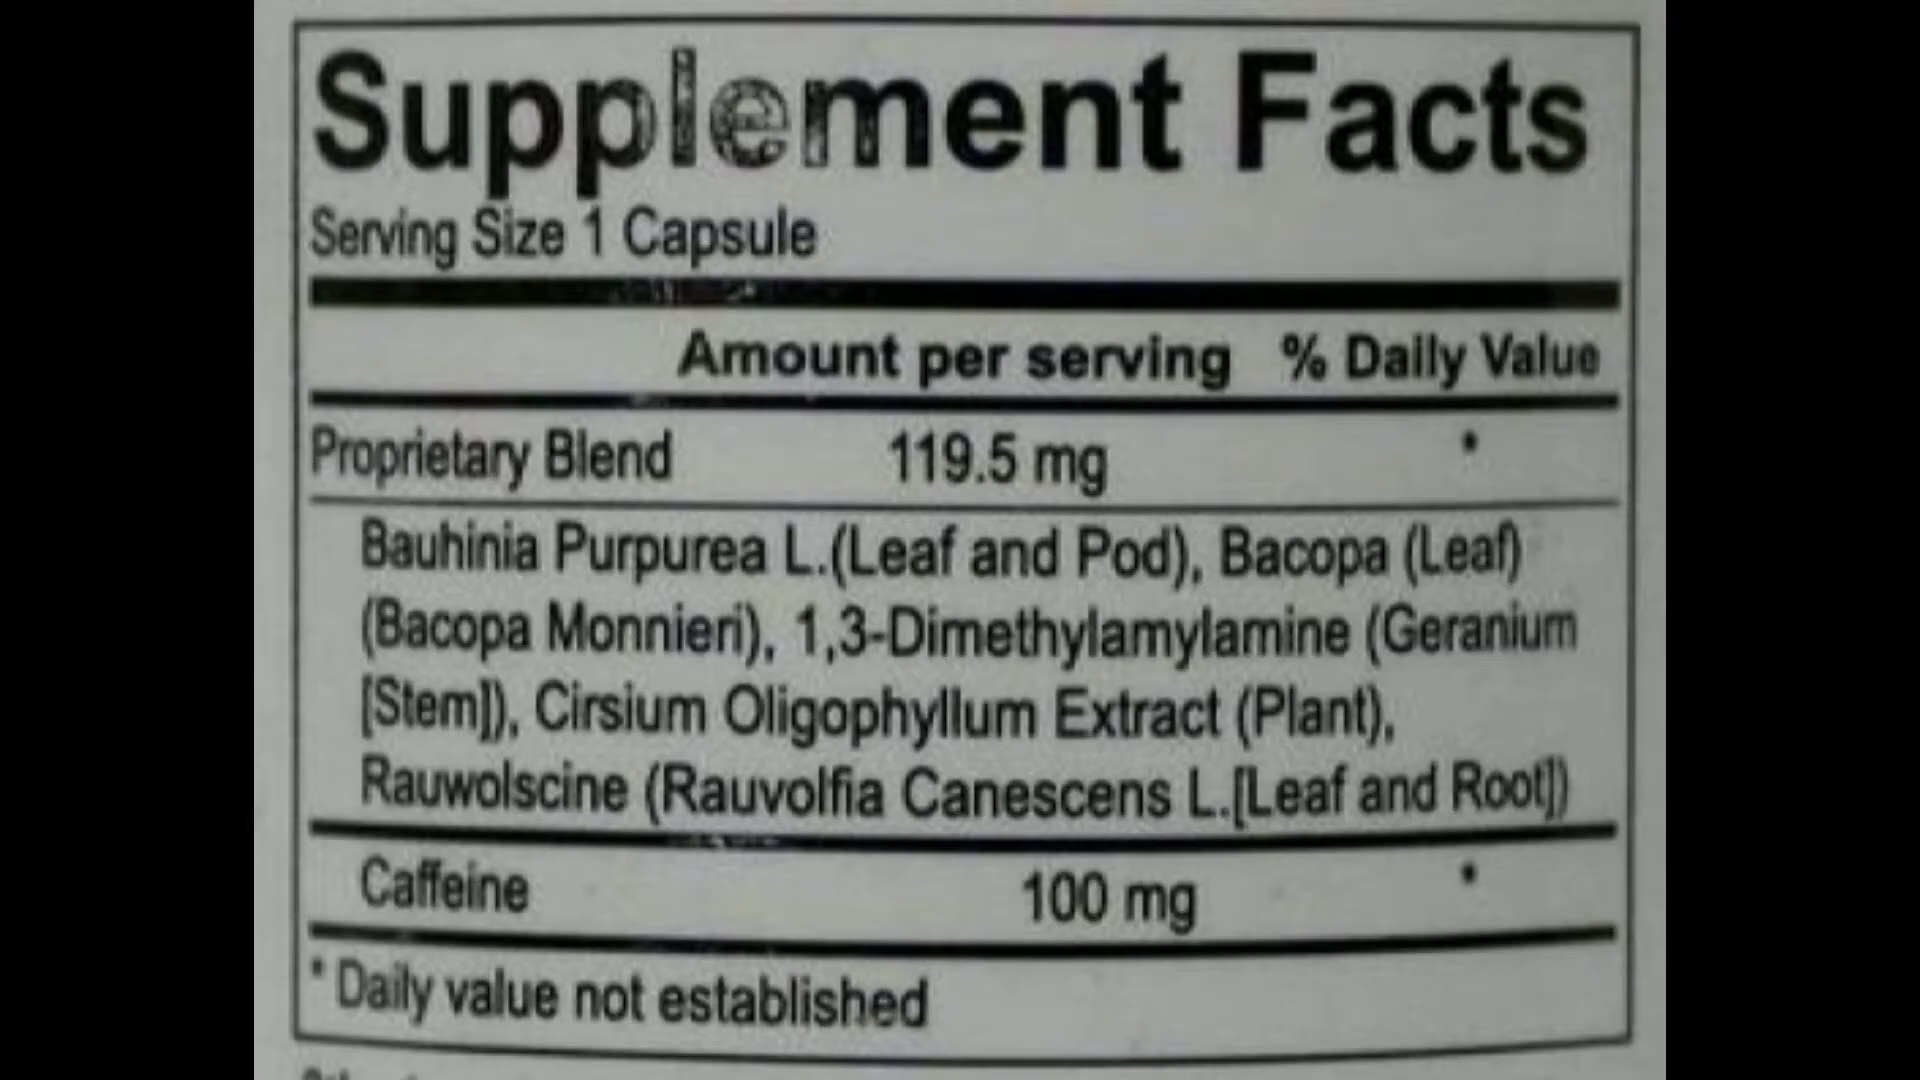 Supplement Facts
Serving Size 1 Capsule
Amount per serving % Daily Value
Proprietary Blend 119.5 mg *
Bauhinia Purpurea L.(Leaf and Pod), Bacopa (Leaf)
(Bacopa Monnieri), 1,3-Dimethylamylamine (Geranium
[Stem]), Cirsium Oligophyllum Extract (Plant),
Rauwolscine (Rauvolfia Canescens L.[Leaf and Root])
Caffeine 100 mg *
* Daily value not established